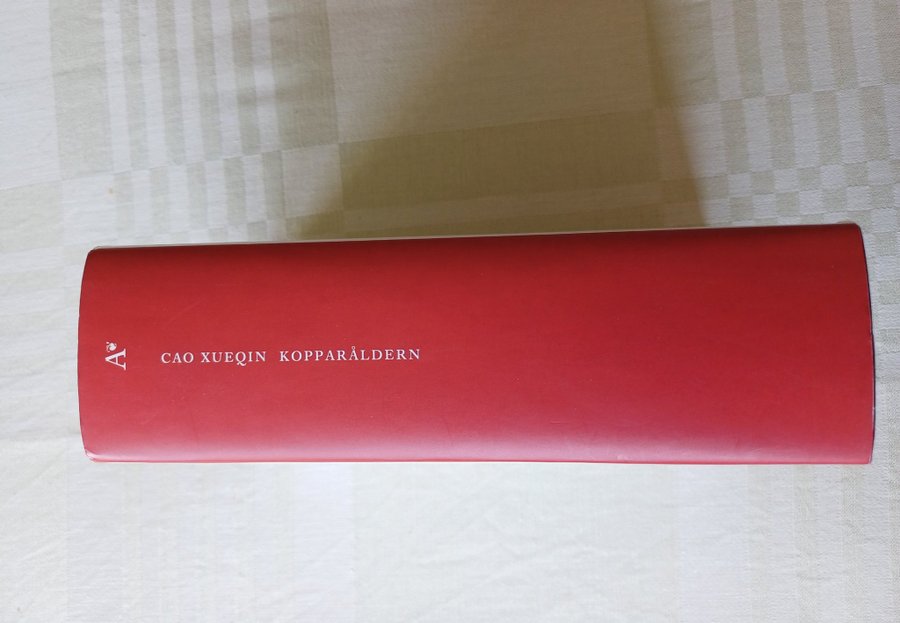 A
CAO XUEQIN KOPPARÅLDERN